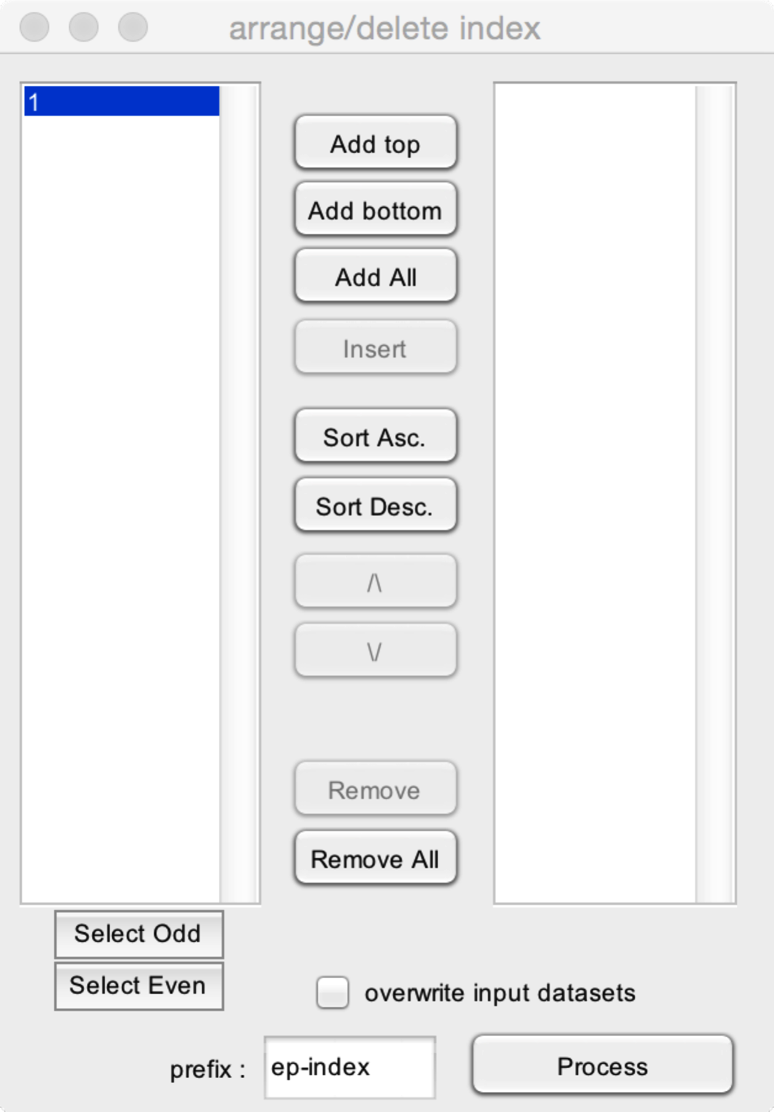 arrange/delete index
1
Add top
Add bottom
Add All
Insert
Sort Asc.
Sort Desc.
/\
\/
Remove
Remove All
Select Odd
Select Even
overwrite input datasets
prefix : ep-index Process